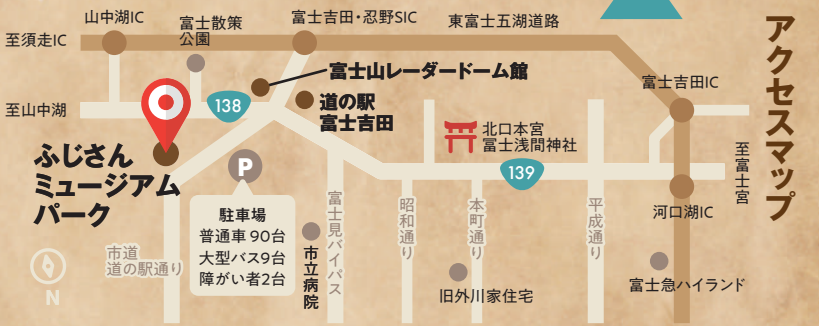 アクセスマップ
山中湖IC
富士散策
公園
富士吉田・忍野SIC
東富士五湖道路
至須走IC
富士山レーダードーム館
富士吉田IC
至山中湖
138
道の駅
富士吉田
北口本宮
富士浅間神社
ふじさん
ミュージアム
パーク
P
139
至富士宮
駐車場
普通車90台
大型バス9台
障がい者2台
富士見バイパス
昭和通り
本町通り
平成通り
河口湖IC
市道
道の駅通り
市立病院
旧外川家住宅
富士急ハイランド
N